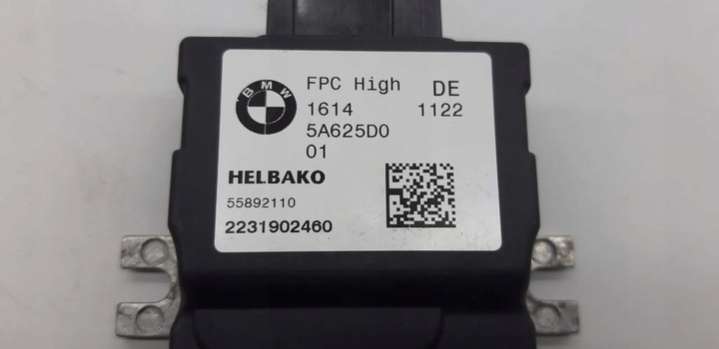 BMW
FPC High DE
1614 1122
5A625D0
01
HELBAKO
55892110
2231902460